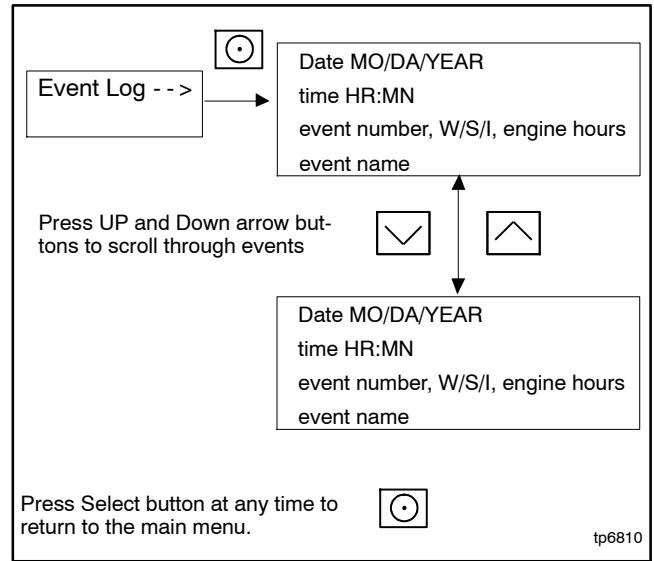 Event Log - - >
Date MO/DA/YEAR
time HR:MN
event number, W/S/I, engine hours
event name
Press UP and Down arrow but-
tons to scroll through events
Date MO/DA/YEAR
time HR:MN
event number, W/S/I, engine hours
event name
Press Select button at any time to
return to the main menu.
tp6810